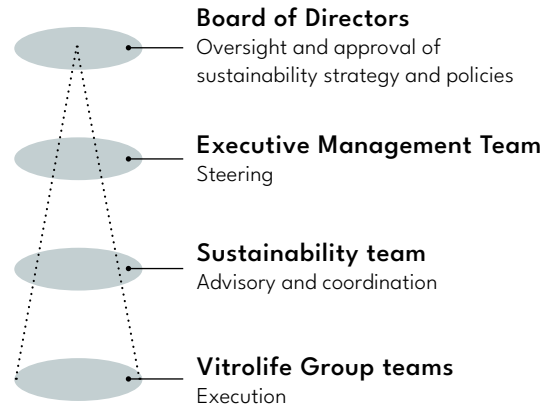 Board of Directors
Oversight and approval of
sustainability strategy and policies
Executive Management Team
Steering
Sustainability team
Advisory and coordination
Vitrolife Group teams
Execution